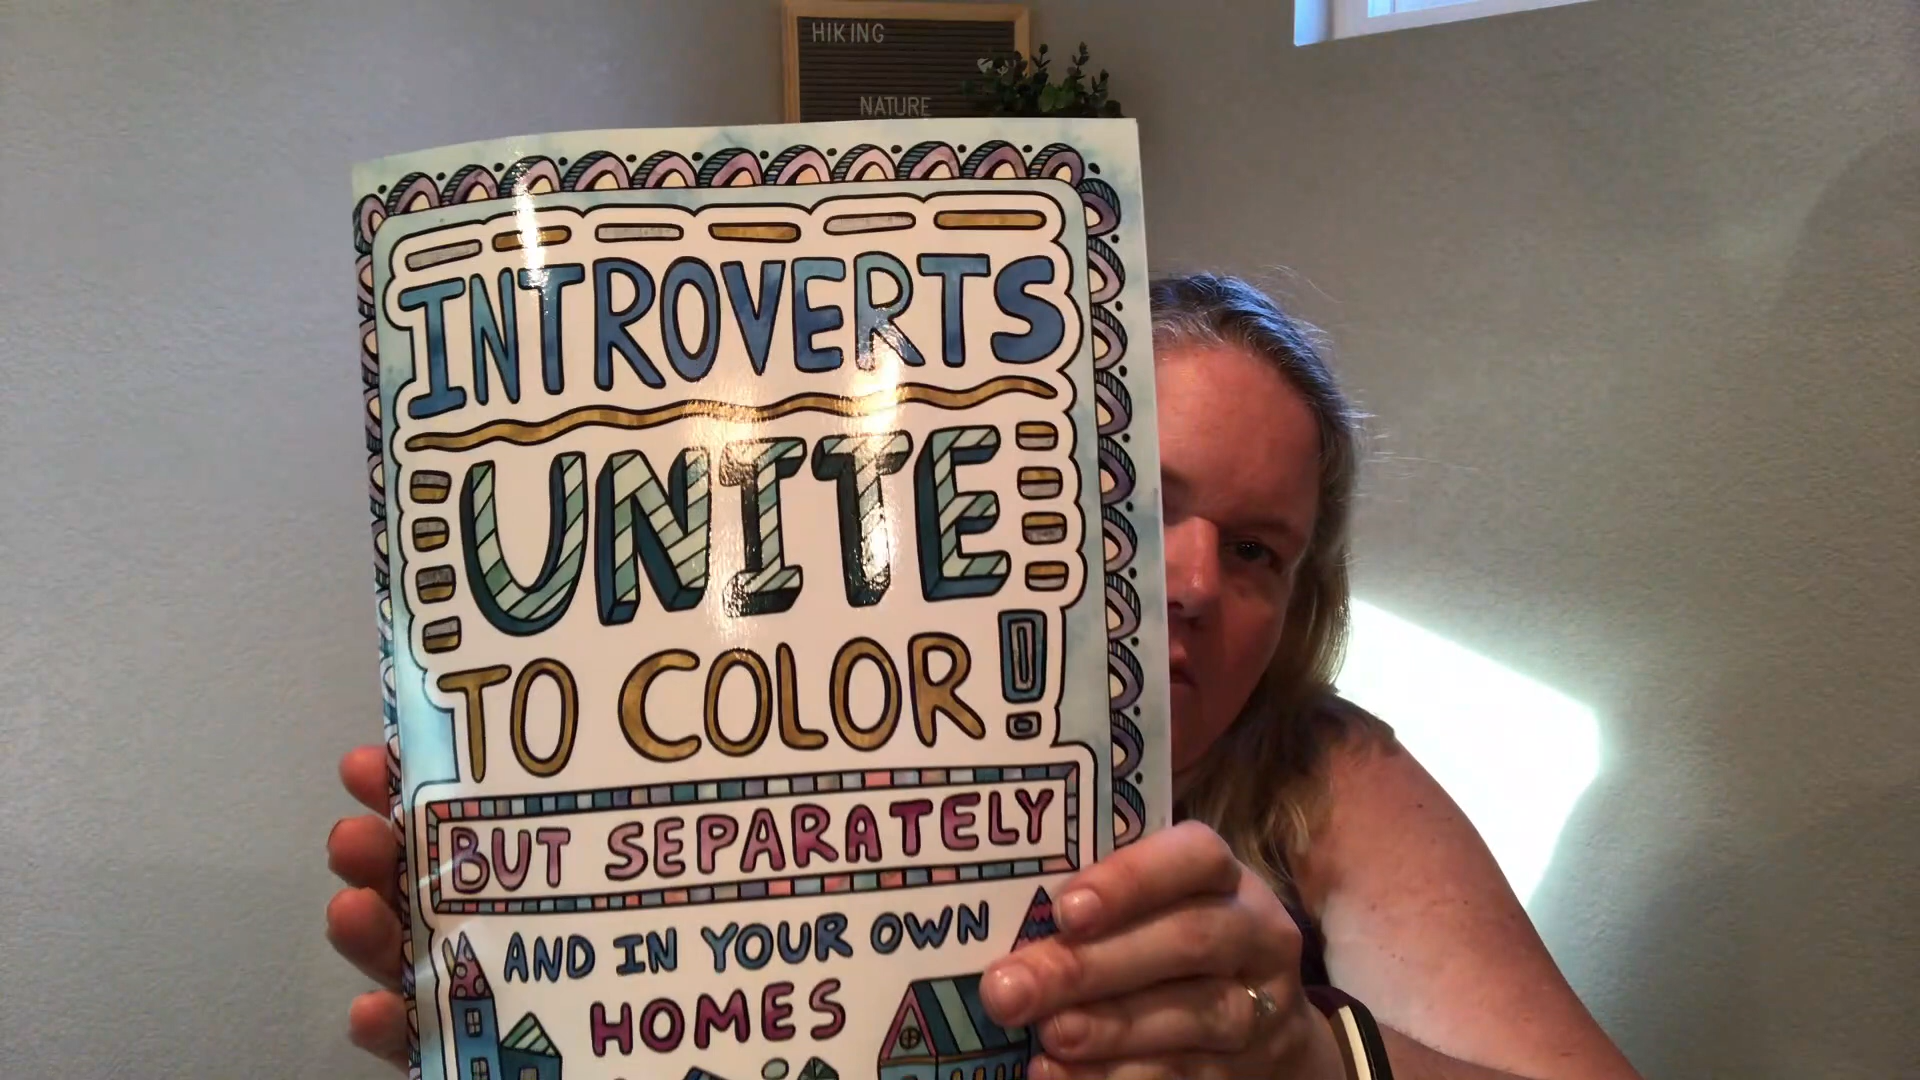 HIKING
NATURE
INTROVERTS
UNITE
TO COLOR!
BUT SEPARATELY
AND IN YOUR OWN
HOMES